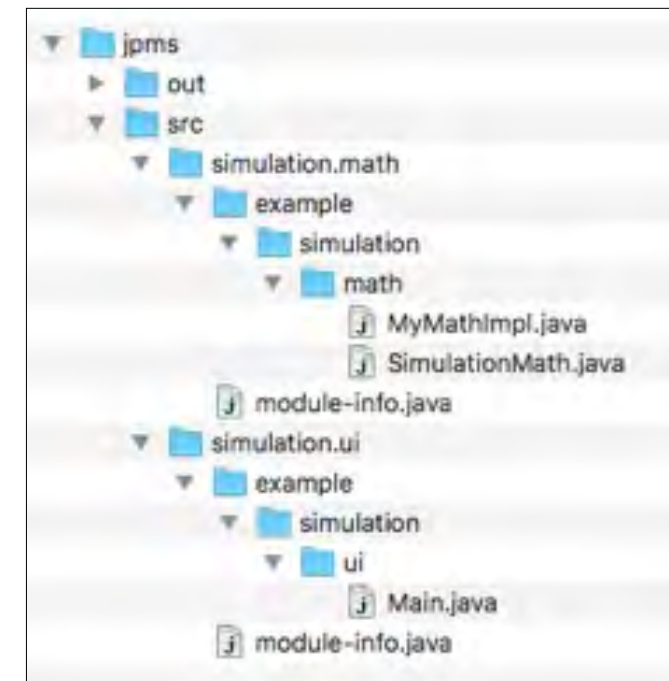 jpms
out
src
simulation.math
example
simulation
math
MyMathImpl.java
SimulationMath.java
module-info.java
simulation.ui
example
simulation
ui
Main.java
module-info.java